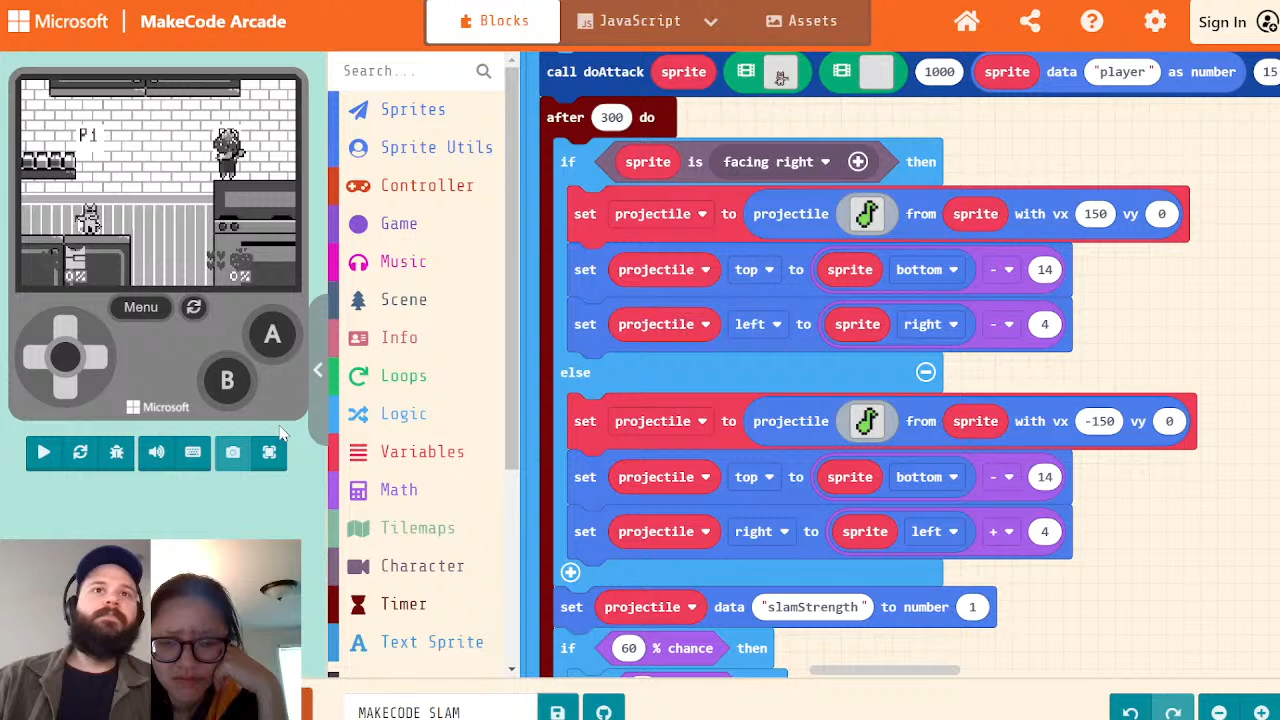 Microsoft | MakeCode Arcade
Blocks
JavaScript
Assets
Sign In
Search...
Sprites
Sprite Utils
Controller
Game
Music
Scene
Info
Loops
Logic
Variables
Math
Tilemaps
Character
Timer
Text Sprite
Pi
0%
0%
Menu
A
B
Microsoft
call doAttack sprite 1000 sprite data "player" as number 15
after 300 do
if sprite is facing right then
set projectile to projectile from sprite with vx 150 vy 0
set projectile top to sprite bottom - 14
set projectile left to sprite right - 4
else
set projectile to projectile from sprite with vx -150 vy 0
set projectile top to sprite bottom - 14
set projectile right to sprite left + 4
set projectile data "slamStrength" to number 1
if 60 % chance then
MAKECODE SLAM